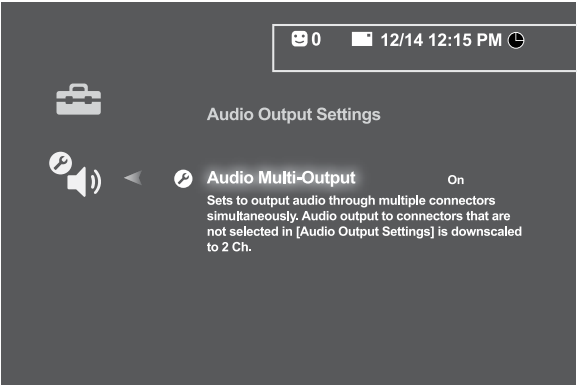 0 12/14 12:15 PM
Audio Output Settings
Audio Multi-Output On
Sets to output audio through multiple connectors
simultaneously. Audio output to connectors that are
not selected in [Audio Output Settings] is downscaled
to 2 Ch.